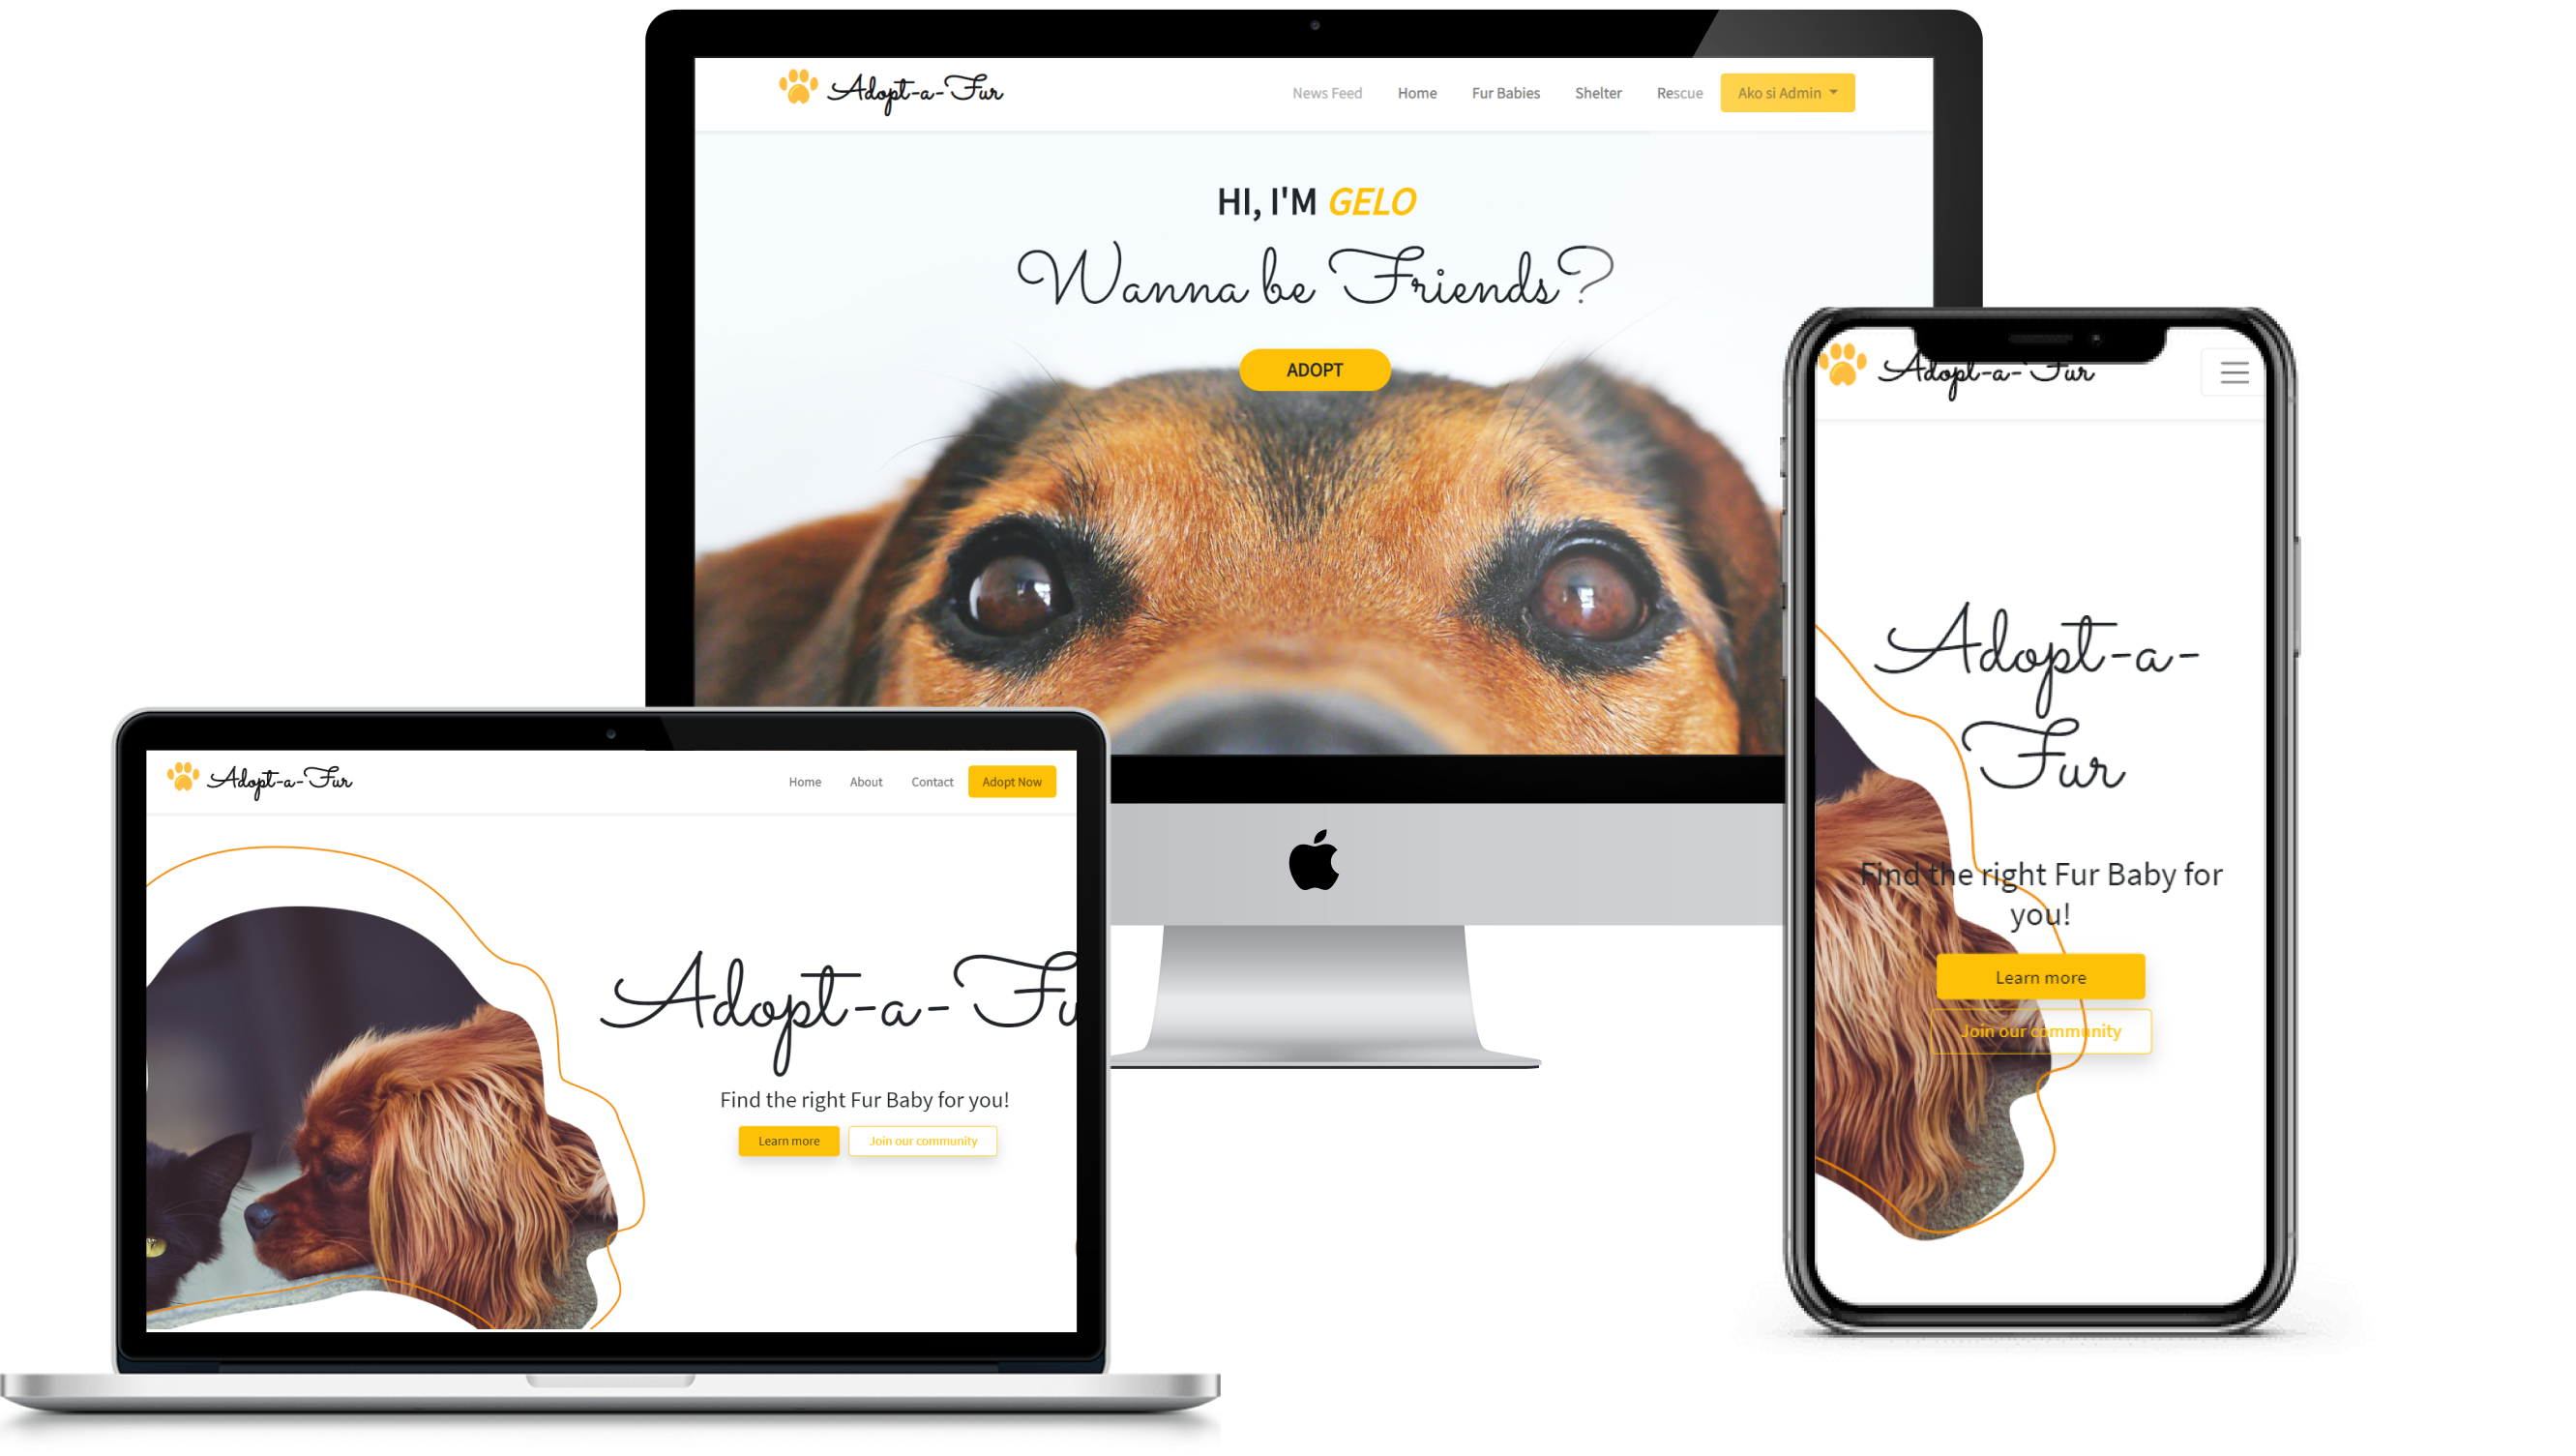 Adopt-a-Fur
News Feed Home Fur Babies Shelter Rescue Ako si Admin
HI, I'M GELO
Wanna be Friends?
ADOPT
Adopt-a-Fur
Home About Contact Adopt Now
Adopt-a-Fu
Find the right Fur Baby for you!
Learn more Join our community
Adopt-a-Fur
Adopt-a-
Fur
Find the right Fur Baby for
you!
Learn more
Join our community